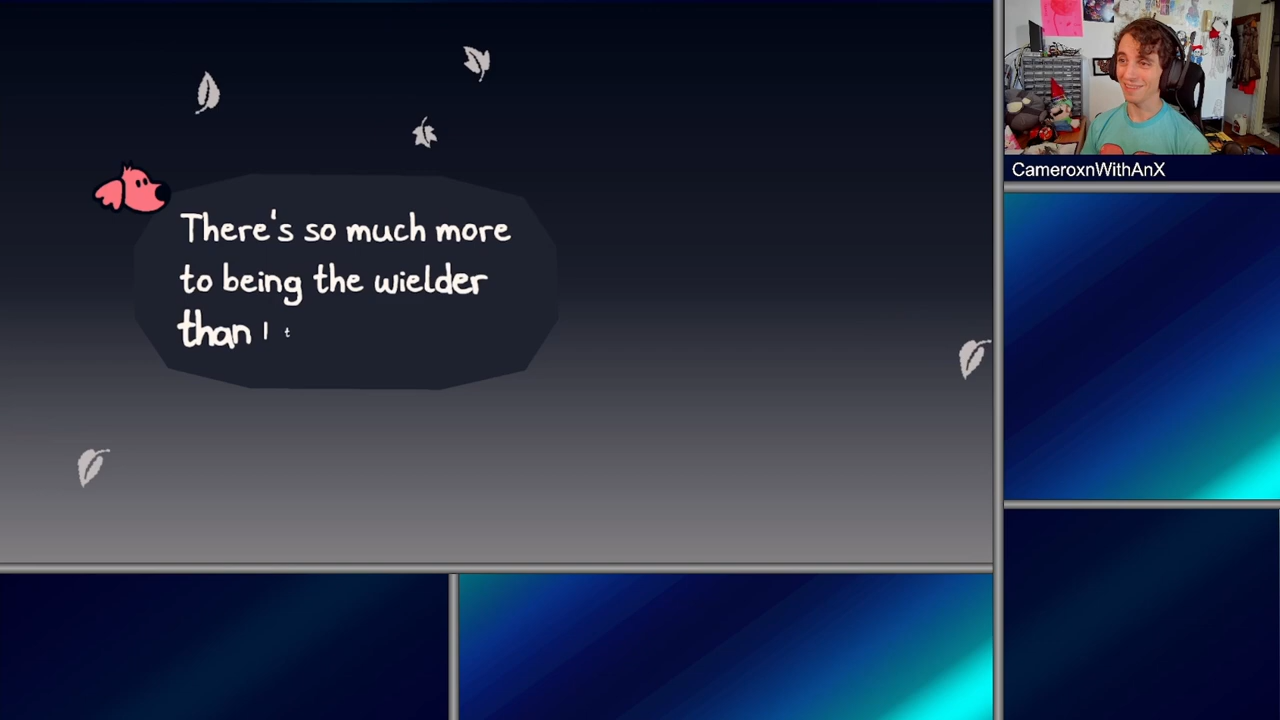 There's so much more
to being the wielder
than I t
CameroxnWithAnX